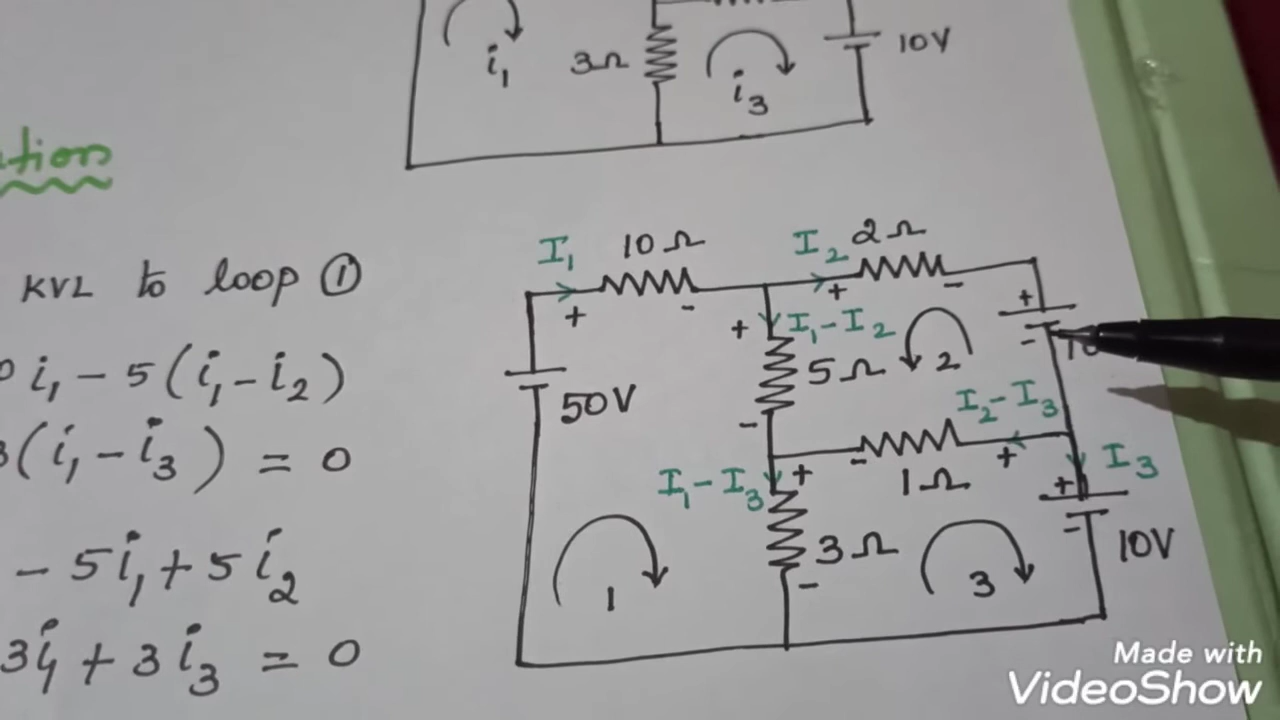 i₁
3Ω
i₃
10V
ation
KVL to loop ①
i₁ - 5(i₁ - i₂)
(i₁ - i₃) = 0
- 5i₁ + 5i₂
3i₁ + 3i₃ = 0
I₁
10Ω
I₂
2Ω
+
-
+
-
+
+
I₁-I₂
5Ω
2
-
50V
-
I₂-I₃
+
-
1Ω
I₁-I₃
+
I₃
+
-
3Ω
10V
-
1
3
Made with
VideoShow